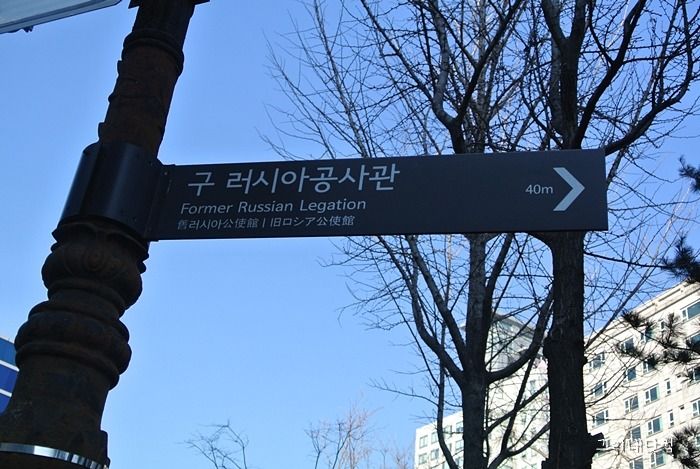 구 러시아공사관
40m
Former Russian Legation
舊러시아公使館 | 旧ロシア公使館